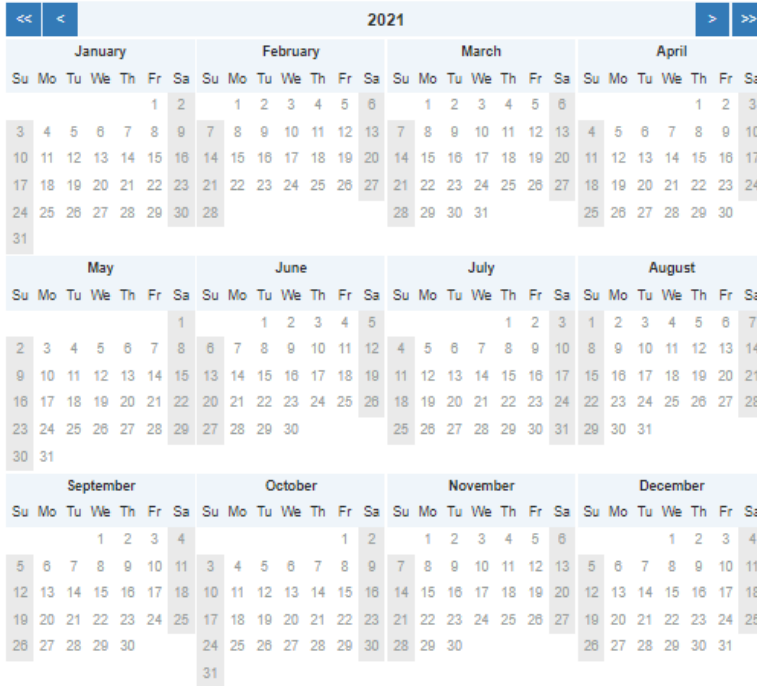 << < 2021 > >>
January February March April
Su Mo Tu We Th Fr Sa Su Mo Tu We Th Fr Sa Su Mo Tu We Th Fr Sa Su Mo Tu We Th Fr Sa
1 2 1 2 3 4 5 6 1 2 3 4 5 6 1 2 3
3 4 5 6 7 8 9 7 8 9 10 11 12 13 7 8 9 10 11 12 13 4 5 6 7 8 9 10
10 11 12 13 14 15 16 14 15 16 17 18 19 20 14 15 16 17 18 19 20 11 12 13 14 15 16 17
17 18 19 20 21 22 23 21 22 23 24 25 26 27 21 22 23 24 25 26 27 18 19 20 21 22 23 24
24 25 26 27 28 29 30 28 28 29 30 31 25 26 27 28 29 30
31
May June July August
Su Mo Tu We Th Fr Sa Su Mo Tu We Th Fr Sa Su Mo Tu We Th Fr Sa Su Mo Tu We Th Fr Sa
1 1 2 3 4 5 1 2 3 1 2 3 4 5 6 7
2 3 4 5 6 7 8 6 7 8 9 10 11 12 4 5 6 7 8 9 10 8 9 10 11 12 13 14
9 10 11 12 13 14 15 13 14 15 16 17 18 19 11 12 13 14 15 16 17 15 16 17 18 19 20 21
16 17 18 19 20 21 22 20 21 22 23 24 25 26 18 19 20 21 22 23 24 22 23 24 25 26 27 28
23 24 25 26 27 28 29 27 28 29 30 25 26 27 28 29 30 31 29 30 31
30 31
September October November December
Su Mo Tu We Th Fr Sa Su Mo Tu We Th Fr Sa Su Mo Tu We Th Fr Sa Su Mo Tu We Th Fr Sa
1 2 3 4 1 2 1 2 3 4 5 6 1 2 3 4
5 6 7 8 9 10 11 3 4 5 6 7 8 9 7 8 9 10 11 12 13 5 6 7 8 9 10 11
12 13 14 15 16 17 18 10 11 12 13 14 15 16 14 15 16 17 18 19 20 12 13 14 15 16 17 18
19 20 21 22 23 24 25 17 18 19 20 21 22 23 21 22 23 24 25 26 27 19 20 21 22 23 24 25
26 27 28 29 30 24 25 26 27 28 29 30 28 29 30 26 27 28 29 30 31
31